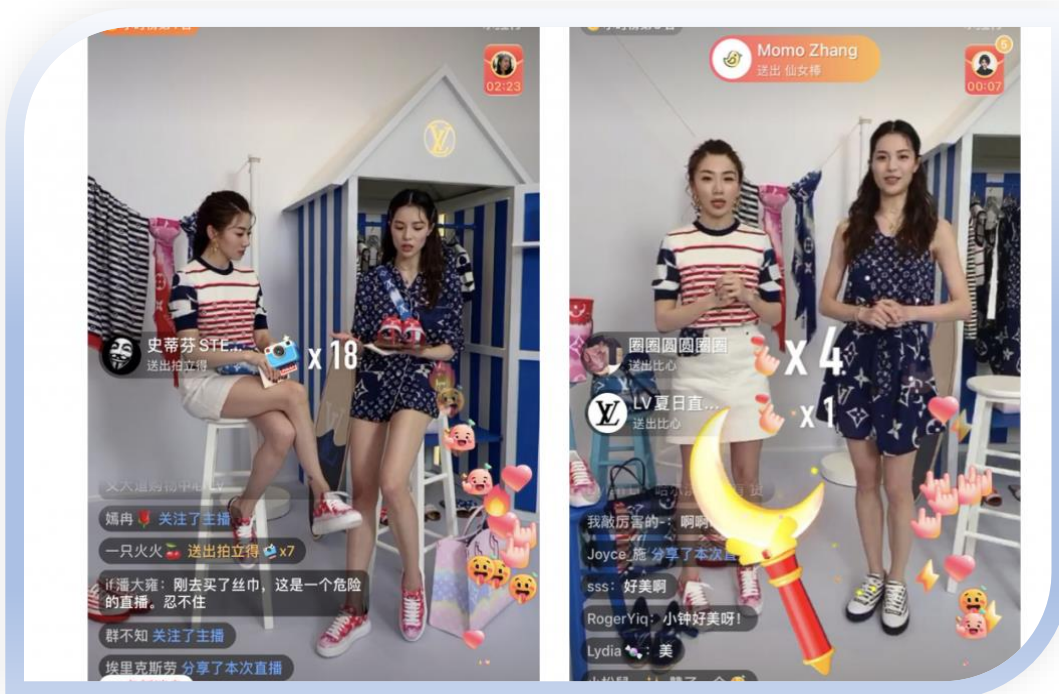 02:23
史蒂芬STE...
送出拍立得
x 18
嫣冉🌹 关注了主播
一只火火🍒 送出拍立得 x7
if潘大雍：刚去买了丝巾，这是一个危险
的直播。忍不住
群不知 关注了主播
埃里克斯劳 分享了本次直播
Momo Zhang
送出 仙女棒
5
00:07
圈圈圆圆圈圈
送出比心
x 4
LV夏日直...
送出比心
x 1
我敲厉害的-：啊啊
Joyce_施 分享了本次直
sss：好美啊
RogerYiq：小钟好美呀！
Lydia🍬：美